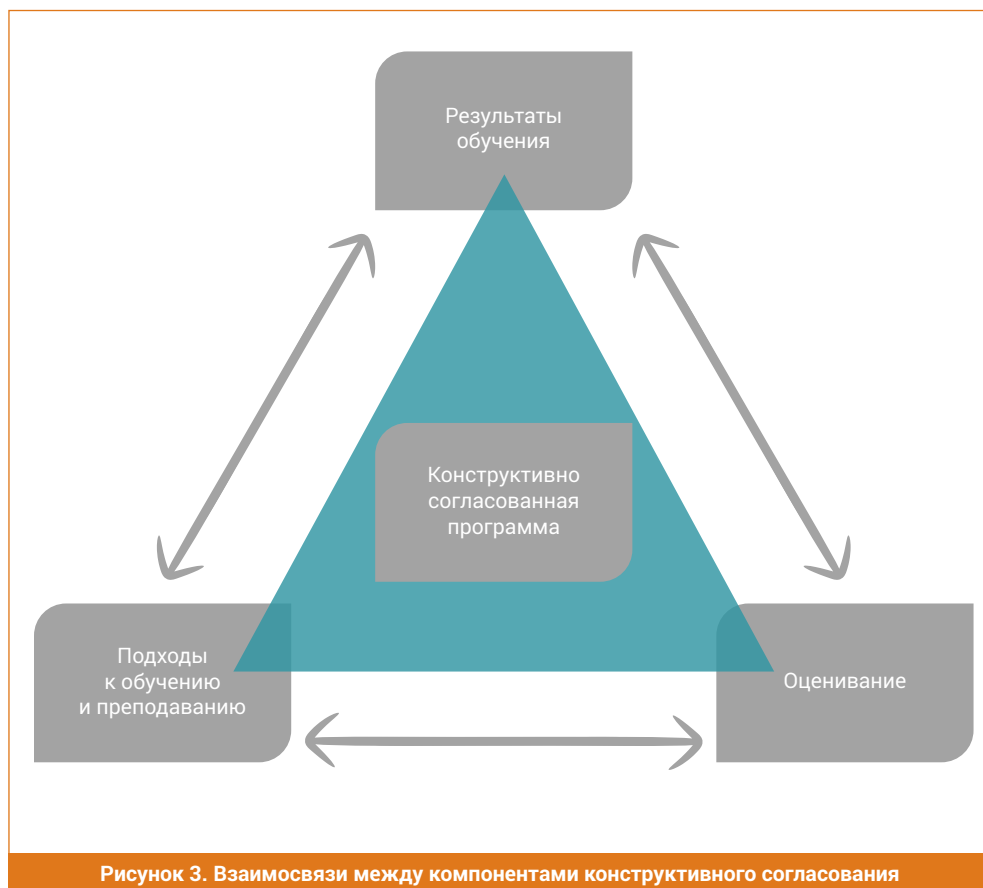 Результаты
обучения
Конструктивно
согласованная
программа
Подходы
к обучению
и преподаванию
Оценивание
Рисунок 3. Взаимосвязи между компонентами конструктивного согласования